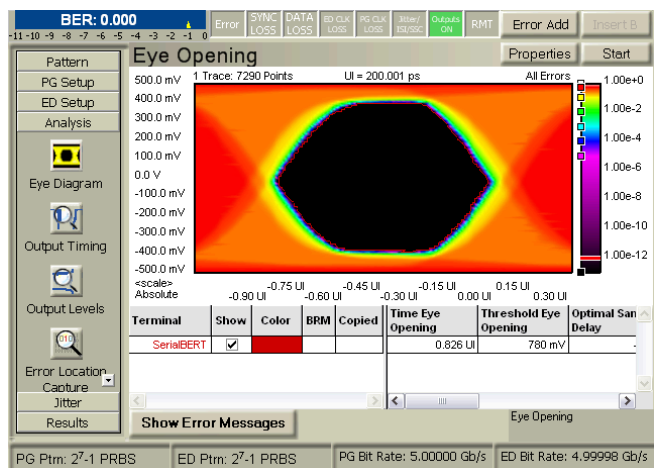 BER: 0.000
-11 -10 -9 -8 -7 -6 -5 -4 -3 -2 -1 0
Error
SYNC LOSS
DATA LOSS
ED CLK LOSS
PG CLK LOSS
Jitter/ ISI/SSC
Outputs ON
RMT
Error Add
Insert B
Pattern
PG Setup
ED Setup
Analysis
Eye Diagram
Output Timing
Output Levels
Error Location Capture
Jitter
Results
Eye Opening
Properties
Start
1 Trace: 7290 Points
UI = 200.001 ps
All Errors
500.0 mV
400.0 mV
300.0 mV
200.0 mV
100.0 mV
0.0 V
-100.0 mV
-200.0 mV
-300.0 mV
-400.0 mV
-500.0 mV
1.00e+0
1.00e-2
1.00e-4
1.00e-6
1.00e-8
1.00e-10
1.00e-12
<scale>
Absolute
-0.75 UI -0.45 UI -0.15 UI 0.15 UI
-0.90 UI -0.60 UI -0.30 UI 0.00 UI 0.30 UI
Terminal Show Color BRM Copied Time Eye Opening Threshold Eye Opening Optimal San Delay
SerialBERT 0.826 UI 780 mV -
Show Error Messages
Eye Opening
PG Ptrn: 2⁷-1 PRBS
ED Ptrn: 2⁷-1 PRBS
PG Bit Rate: 5.00000 Gb/s
ED Bit Rate: 4.99998 Gb/s